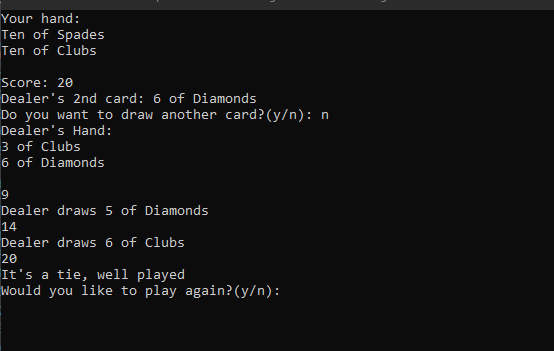 Your hand:
Ten of Spades
Ten of Clubs
Score: 20
Dealer's 2nd card: 6 of Diamonds
Do you want to draw another card?(y/n): n
Dealer's Hand:
3 of Clubs
6 of Diamonds
9
Dealer draws 5 of Diamonds
14
Dealer draws 6 of Clubs
20
It's a tie, well played
Would you like to play again?(y/n):